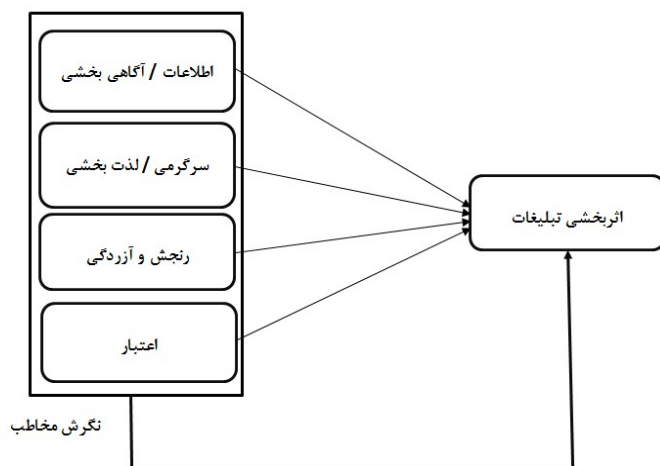 اطلاعات / آگاهی بخشی
سرگرمی / لذت بخشی
رنجش و آزردگی
اعتبار
اثربخشی تبلیغات
نگرش مخاطب